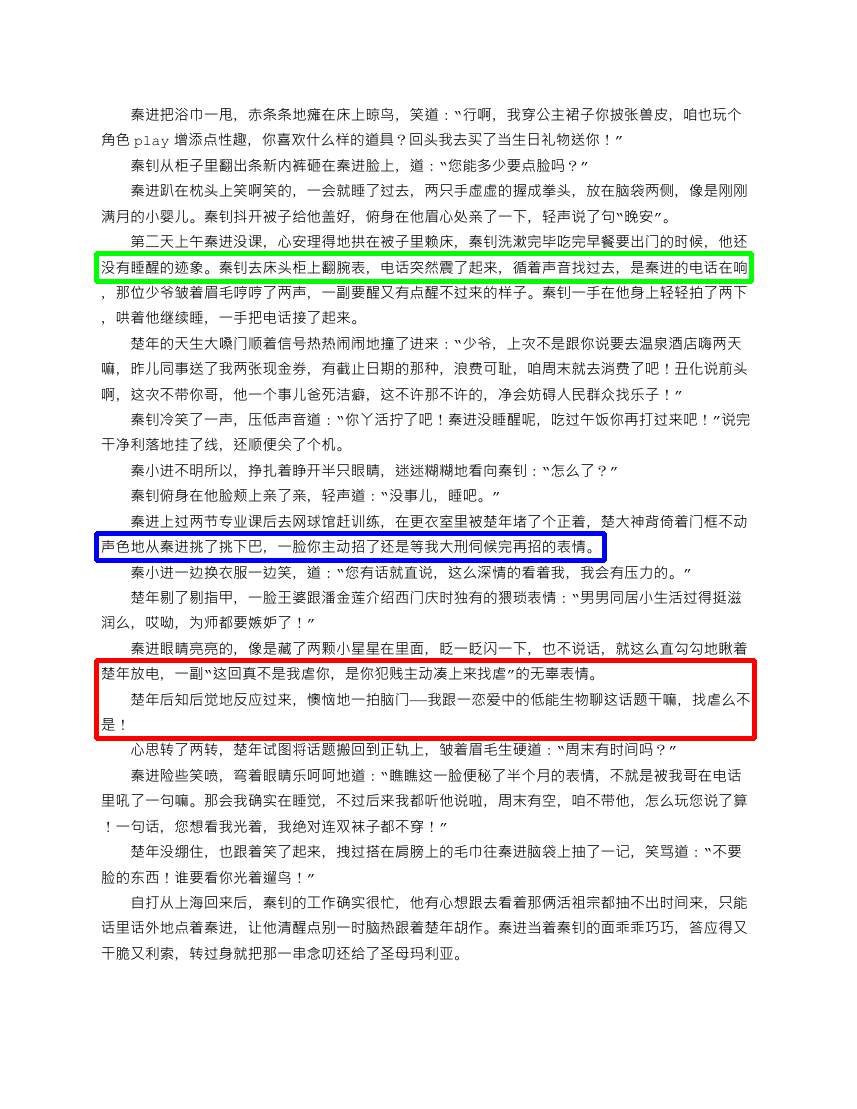 秦进把浴巾一甩，赤条条地瘫在床上晾鸟，笑道：“行啊，我穿公主裙子你披张兽皮，咱也玩个
角色play增添点性趣，你喜欢什么样的道具？回头我去买了当生日礼物送你！”
秦钊从柜子里翻出条新内裤砸在秦进脸上，道：“您能多少要点脸吗？”
秦进趴在枕头上笑啊笑的，一会就睡了过去，两只手虚虚的握成拳头，放在脑袋两侧，像是刚刚
满月的小婴儿。秦钊抖开被子给他盖好，俯身在他眉心处亲了一下，轻声说了句“晚安”。
第二天上午秦进没课，心安理得地拱在被子里赖床，秦钊洗漱完毕吃完早餐要出门的时候，他还
没有睡醒的迹象。秦钊去床头柜上翻腕表，电话突然震了起来，循着声音找过去，是秦进的电话在响
，那位少爷皱着眉毛哼哼了两声，一副要醒又有点醒不过来的样子。秦钊一手在他身上轻轻拍了两下
，哄着他继续睡，一手把电话接了起来。
楚年的天生大嗓门顺着信号热热闹闹地撞了进来：“少爷，上次不是跟你说要去温泉酒店嗨两天
嘛，昨儿同事送了我两张现金券，有截止日期的那种，浪费可耻，咱周末就去消费了吧！丑化说前头
啊，这次不带你哥，他一个事儿爸死洁癖，这不许那不许的，净会妨碍人民群众找乐子！”
秦钊冷笑了一声，压低声音道：“你丫活拧了吧！秦进没睡醒呢，吃过午饭你再打过来吧！”说完
干净利落地挂了线，还顺便关了个机。
秦小进不明所以，挣扎着睁开半只眼睛，迷迷糊糊地看向秦钊：“怎么了？”
秦钊俯身在他脸颊上亲了亲，轻声道：“没事儿，睡吧。”
秦进上过两节专业课后去网球馆赶训练，在更衣室里被楚年堵了个正着，楚大神背倚着门框不动
声色地从秦进挑了挑下巴，一脸你主动招了还是等我大刑伺候完再招的表情。
秦小进一边换衣服一边笑，道：“您有话就直说，这么深情的看着我，我会有压力的。”
楚年剔了剔指甲，一脸王婆跟潘金莲介绍西门庆时独有的猥琐表情：“男男同居小生活过得挺滋
润么，哎呦，为师都要嫉妒了！”
秦进眼睛亮亮的，像是藏了两颗小星星在里面，眨一眨闪一下，也不说话，就这么直勾勾地瞅着
楚年放电，一副“这回真不是我虐你，是你犯贱主动凑上来找虐”的无辜表情。
楚年后知后觉地反应过来，懊恼地一拍脑门——我跟一恋爱中的低能生物聊这话题干嘛，找虐么不
是！
心思转了两转，楚年试图将话题搬回到正轨上，皱着眉毛生硬道：“周末有时间吗？”
秦进险些笑喷，弯着眼睛乐呵呵地道：“瞧瞧这一脸便秘了半个月的表情，不就是被我哥在电话
里吼了一句嘛。那会我确实在睡觉，不过后来我都听他说啦，周末有空，咱不带他，怎么玩您说了算
！一句话，您想看我光着，我绝对连双袜子都不穿！”
楚年没绷住，也跟着笑了起来，拽过搭在肩膀上的毛巾往秦进脑袋上抽了一记，笑骂道：“不要
脸的东西！谁要看你光着遛鸟！”
自打从上海回来后，秦钊的工作确实很忙，他有心想跟去看着那俩活祖宗都抽不出时间来，只能
话里话外地点着秦进，让他清醒点别一时脑热跟着楚年胡作。秦进当着秦钊的面乖乖巧巧，答应得又
干脆又利索，转过身就把那一串念叨还给了圣母玛利亚。